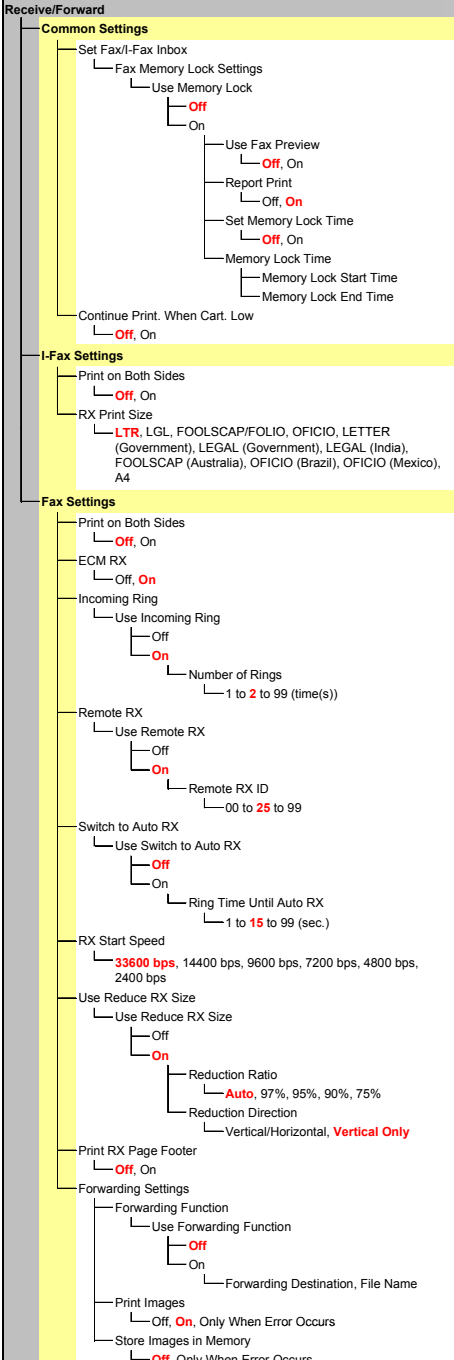 Receive/Forward
Common Settings
Set Fax/I-Fax Inbox
Fax Memory Lock Settings
Use Memory Lock
Off
On
Use Fax Preview
Off, On
Report Print
Off, On
Set Memory Lock Time
Off, On
Memory Lock Time
Memory Lock Start Time
Memory Lock End Time
Continue Print. When Cart. Low
Off, On
I-Fax Settings
Print on Both Sides
Off, On
RX Print Size
LTR, LGL, FOOLSCAP/FOLIO, OFICIO, LETTER
(Government), LEGAL (Government), LEGAL (India),
FOOLSCAP (Australia), OFICIO (Brazil), OFICIO (Mexico),
A4
Fax Settings
Print on Both Sides
Off, On
ECM RX
Off, On
Incoming Ring
Use Incoming Ring
Off
On
Number of Rings
1 to 2 to 99 (time(s))
Remote RX
Use Remote RX
Off
On
Remote RX ID
00 to 25 to 99
Switch to Auto RX
Use Switch to Auto RX
Off
On
Ring Time Until Auto RX
1 to 15 to 99 (sec.)
RX Start Speed
33600 bps, 14400 bps, 9600 bps, 7200 bps, 4800 bps,
2400 bps
Use Reduce RX Size
Use Reduce RX Size
Off
On
Reduction Ratio
Auto, 97%, 95%, 90%, 75%
Reduction Direction
Vertical/Horizontal, Vertical Only
Print RX Page Footer
Off, On
Forwarding Settings
Forwarding Function
Use Forwarding Function
Off
On
Forwarding Destination, File Name
Print Images
Off, On, Only When Error Occurs
Store Images in Memory
Off, Only When Error Occurs